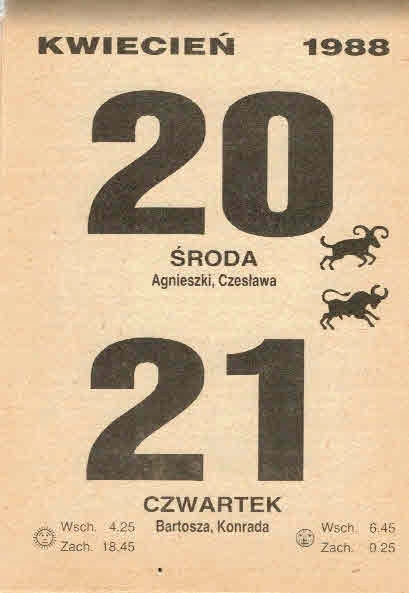 KWIECIEŃ 1988
20
ŚRODA
Agnieszki, Czesława
21
CZWARTEK
Bartosza, Konrada
Wsch. 4.25
Zach. 18.45
Wsch. 6.45
Zach. 0.25